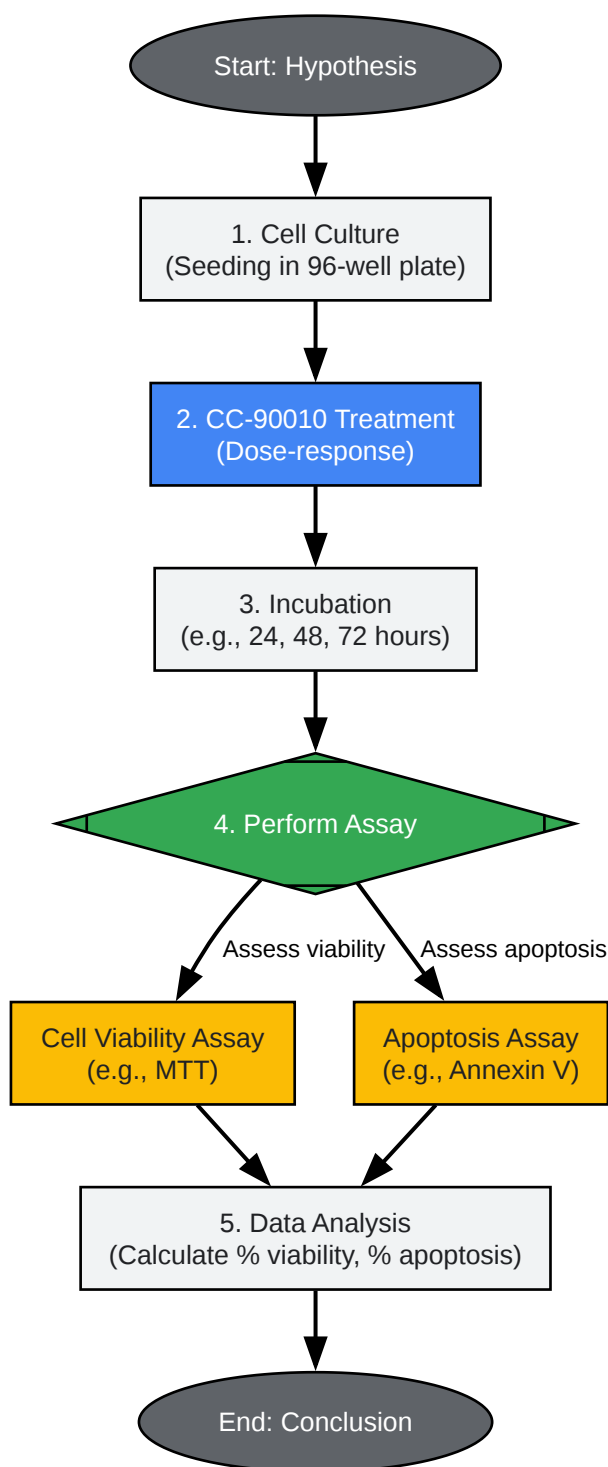 Start: Hypothesis
1. Cell Culture
(Seeding in 96-well plate)
2. CC-90010 Treatment
(Dose-response)
3. Incubation
(e.g., 24, 48, 72 hours)
4. Perform Assay
Assess viability
Assess apoptosis
Cell Viability Assay
(e.g., MTT)
Apoptosis Assay
(e.g., Annexin V)
5. Data Analysis
(Calculate % viability, % apoptosis)
End: Conclusion